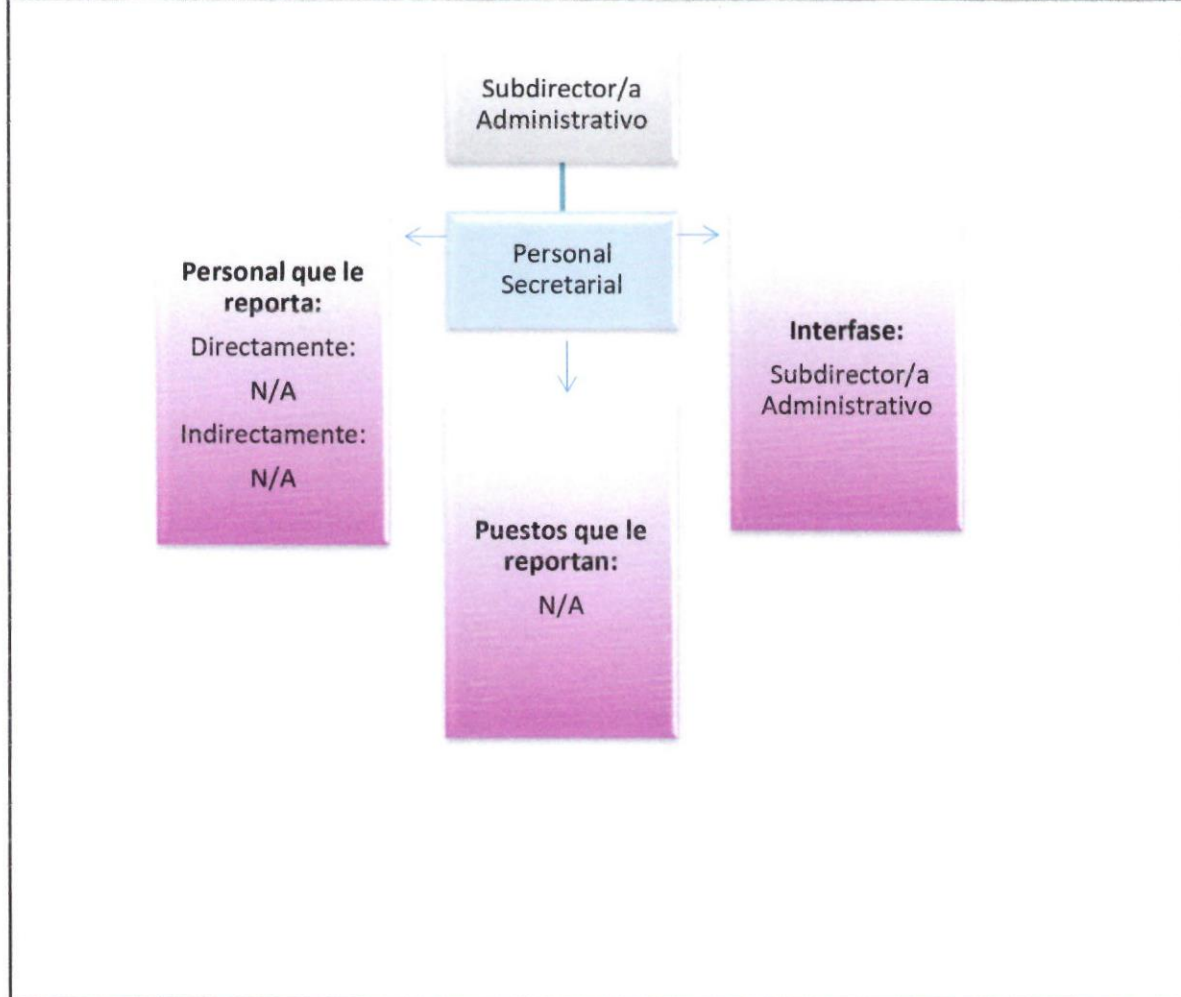 Subdirector/a
Administrativo
Personal
Secretarial
Personal que le
reporta:
Directamente:
N/A
Indirectamente:
N/A
Puestos que le
reportan:
N/A
Interfase:
Subdirector/a
Administrativo